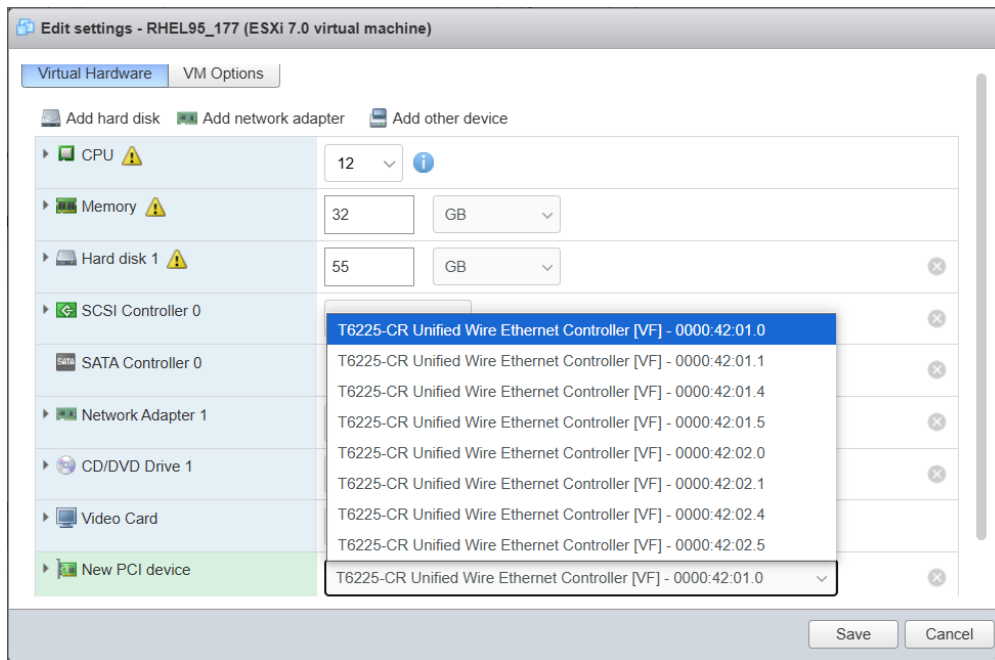 Edit settings - RHEL95_177 (ESXi 7.0 virtual machine)
Virtual Hardware VM Options
Add hard disk Add network adapter Add other device
CPU 12
Memory 32 GB
Hard disk 1 55 GB
SCSI Controller 0
T6225-CR Unified Wire Ethernet Controller [VF] - 0000:42:01.0
T6225-CR Unified Wire Ethernet Controller [VF] - 0000:42:01.1
SATA Controller 0
T6225-CR Unified Wire Ethernet Controller [VF] - 0000:42:01.4
Network Adapter 1
T6225-CR Unified Wire Ethernet Controller [VF] - 0000:42:01.5
T6225-CR Unified Wire Ethernet Controller [VF] - 0000:42:02.0
CD/DVD Drive 1
T6225-CR Unified Wire Ethernet Controller [VF] - 0000:42:02.1
T6225-CR Unified Wire Ethernet Controller [VF] - 0000:42:02.4
Video Card
T6225-CR Unified Wire Ethernet Controller [VF] - 0000:42:02.5
New PCI device T6225-CR Unified Wire Ethernet Controller [VF] - 0000:42:01.0
Save Cancel